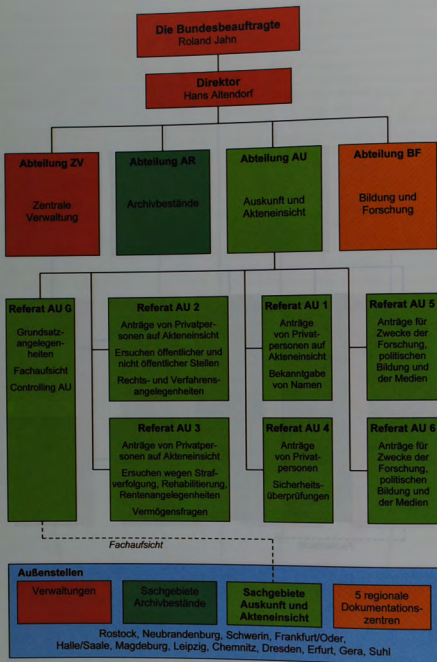 Die Bundesbeauftragte
Roland Jahn
Direktor
Hans Altendorf
Abteilung ZV
Zentrale
Verwaltung
Abteilung AR
Archivbestände
Abteilung AU
Auskunft und
Akteneinsicht
Abteilung BF
Bildung und
Forschung
Referat AU G
Grundsatz-
angelegen-
heiten
Fachaufsicht
Controlling AU
Referat AU 2
Anträge von Privatper-
sonen auf Akteneinsicht
Ersuchen öffentlicher und
nicht öffentlicher Stellen
Rechts- und Verfahrens-
angelegenheiten
Referat AU 1
Anträge
von Privat-
personen auf
Akteneinsicht
Bekanntgabe
von Namen
Referat AU 5
Anträge für
Zwecke der
Forschung,
politischen
Bildung und
der Medien
Referat AU 3
Anträge von Privatper-
sonen auf Akteneinsicht
Ersuchen wegen Straf-
verfolgung, Rehabilitierung,
Rentenangelegenheiten
Vermögensfragen
Referat AU 4
Anträge
von Privat-
personen
Sicherheits-
überprüfungen
Referat AU 6
Anträge für
Zwecke der
Forschung,
politischen
Bildung und
der Medien
Fachaufsicht
Außenstellen
Verwaltungen
Sachgebiete
Archivbestände
Sachgebiete
Auskunft und
Akteneinsicht
5 regionale
Dokumentations-
zentren
Rostock, Neubrandenburg, Schwerin, Frankfurt/Oder,
Halle/Saale, Magdeburg, Leipzig, Chemnitz, Dresden, Erfurt, Gera, Suhl